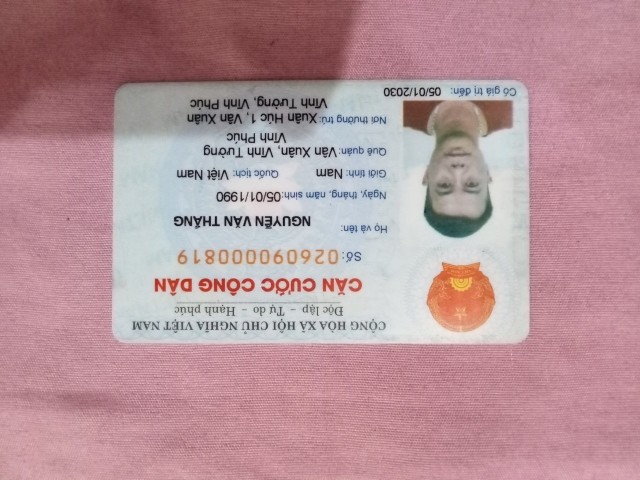 CỘNG HÒA XÃ HỘI CHỦ NGHĨA VIỆT NAM
Độc lập - Tự do - Hạnh phúc
CĂN CƯỚC CÔNG DÂN
Số: 026090000819
Họ và tên:
NGUYỄN VĂN THẮNG
Ngày, tháng, năm sinh: 05/01/1990
Giới tính: Nam Quốc tịch: Việt Nam
Quê quán: Vân Xuân, Vĩnh Tường
Vĩnh Phúc
Nơi thường trú: Xuân Húc 1, Vân Xuân
Vĩnh Tường, Vĩnh Phúc
Có giá trị đến: 05/01/2030